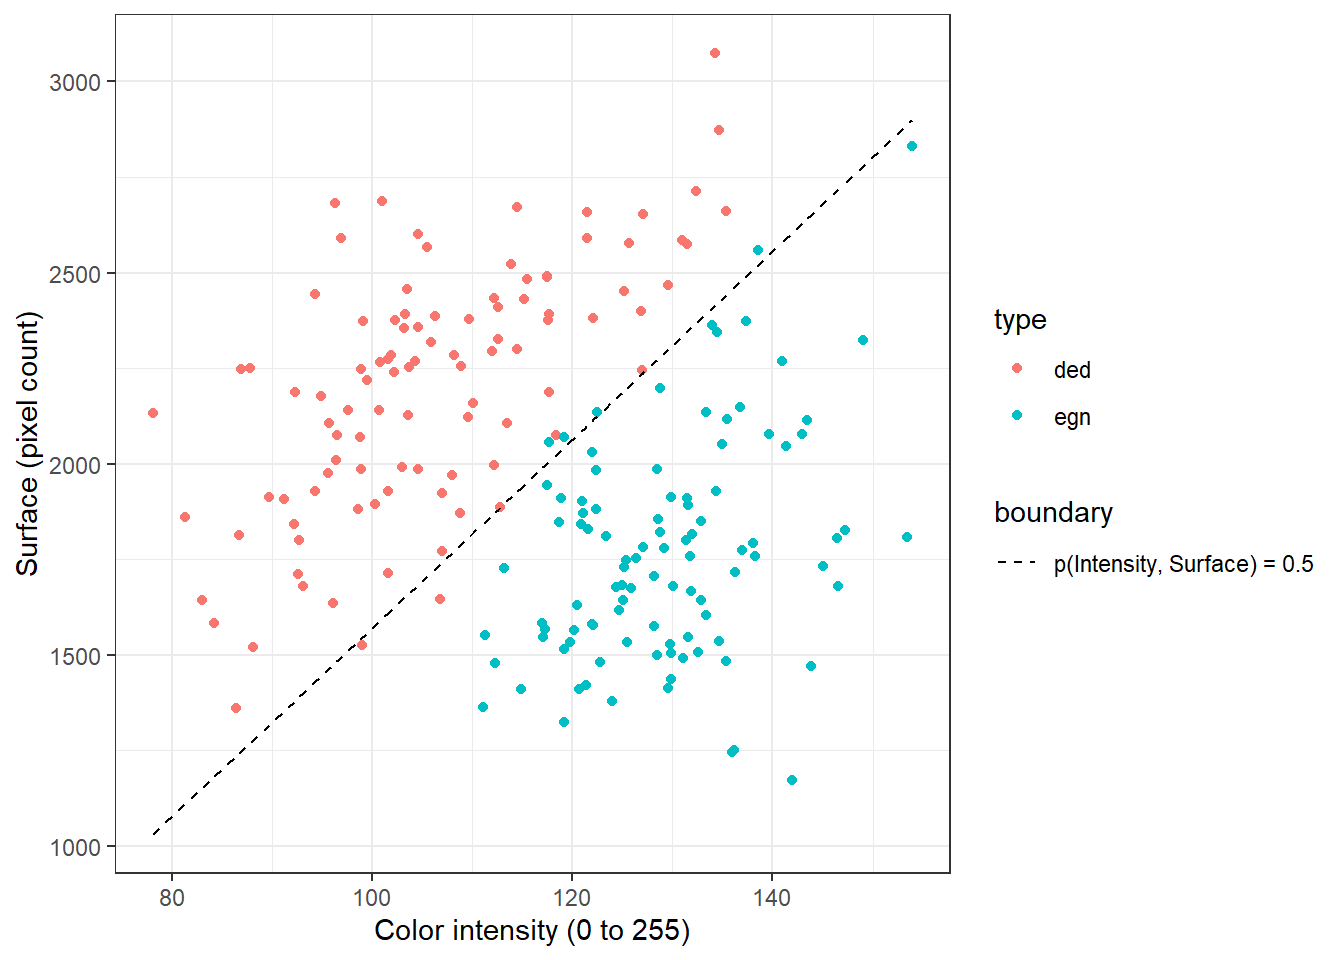 3000
2500
2000
1500
1000
80
100
120
140
Color intensity (0 to 255)
Surface (pixel count)
type
ded
egn
boundary
p(Intensity, Surface) = 0.5